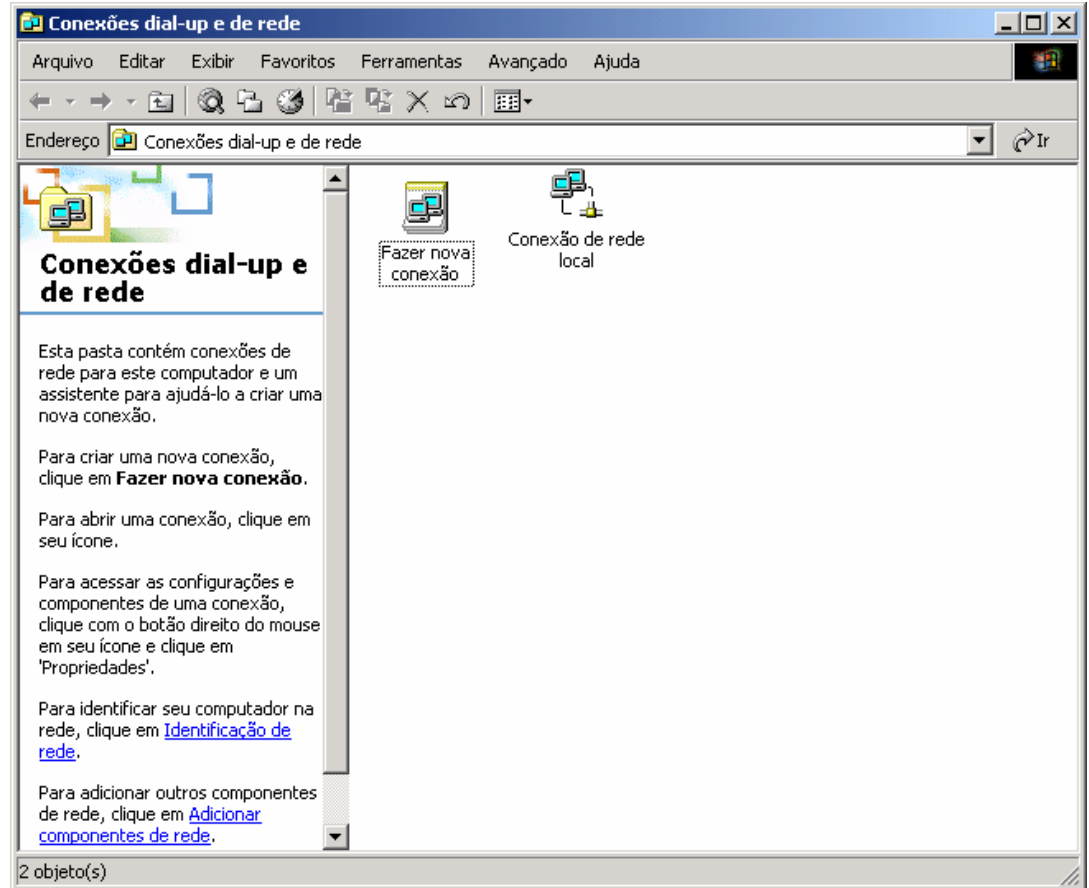 Conexões dial-up e de rede
Arquivo Editar Exibir Favoritos Ferramentas Avançado Ajuda
Endereço Conexões dial-up e de rede Ir
Conexões dial-up e
de rede
Esta pasta contém conexões de
rede para este computador e um
assistente para ajudá-lo a criar uma
nova conexão.
Para criar uma nova conexão,
clique em Fazer nova conexão.
Para abrir uma conexão, clique em
seu ícone.
Para acessar as configurações e
componentes de uma conexão,
clique com o botão direito do mouse
em seu ícone e clique em
'Propriedades'.
Para identificar seu computador na
rede, clique em Identificação de
rede.
Para adicionar outros componentes
de rede, clique em Adicionar
componentes de rede.
Fazer nova
conexão
Conexão de rede
local
2 objeto(s)